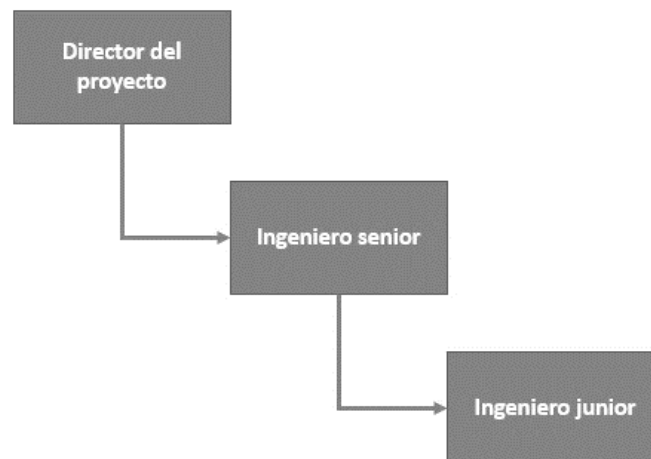 Director del
proyecto
Ingeniero senior
Ingeniero junior